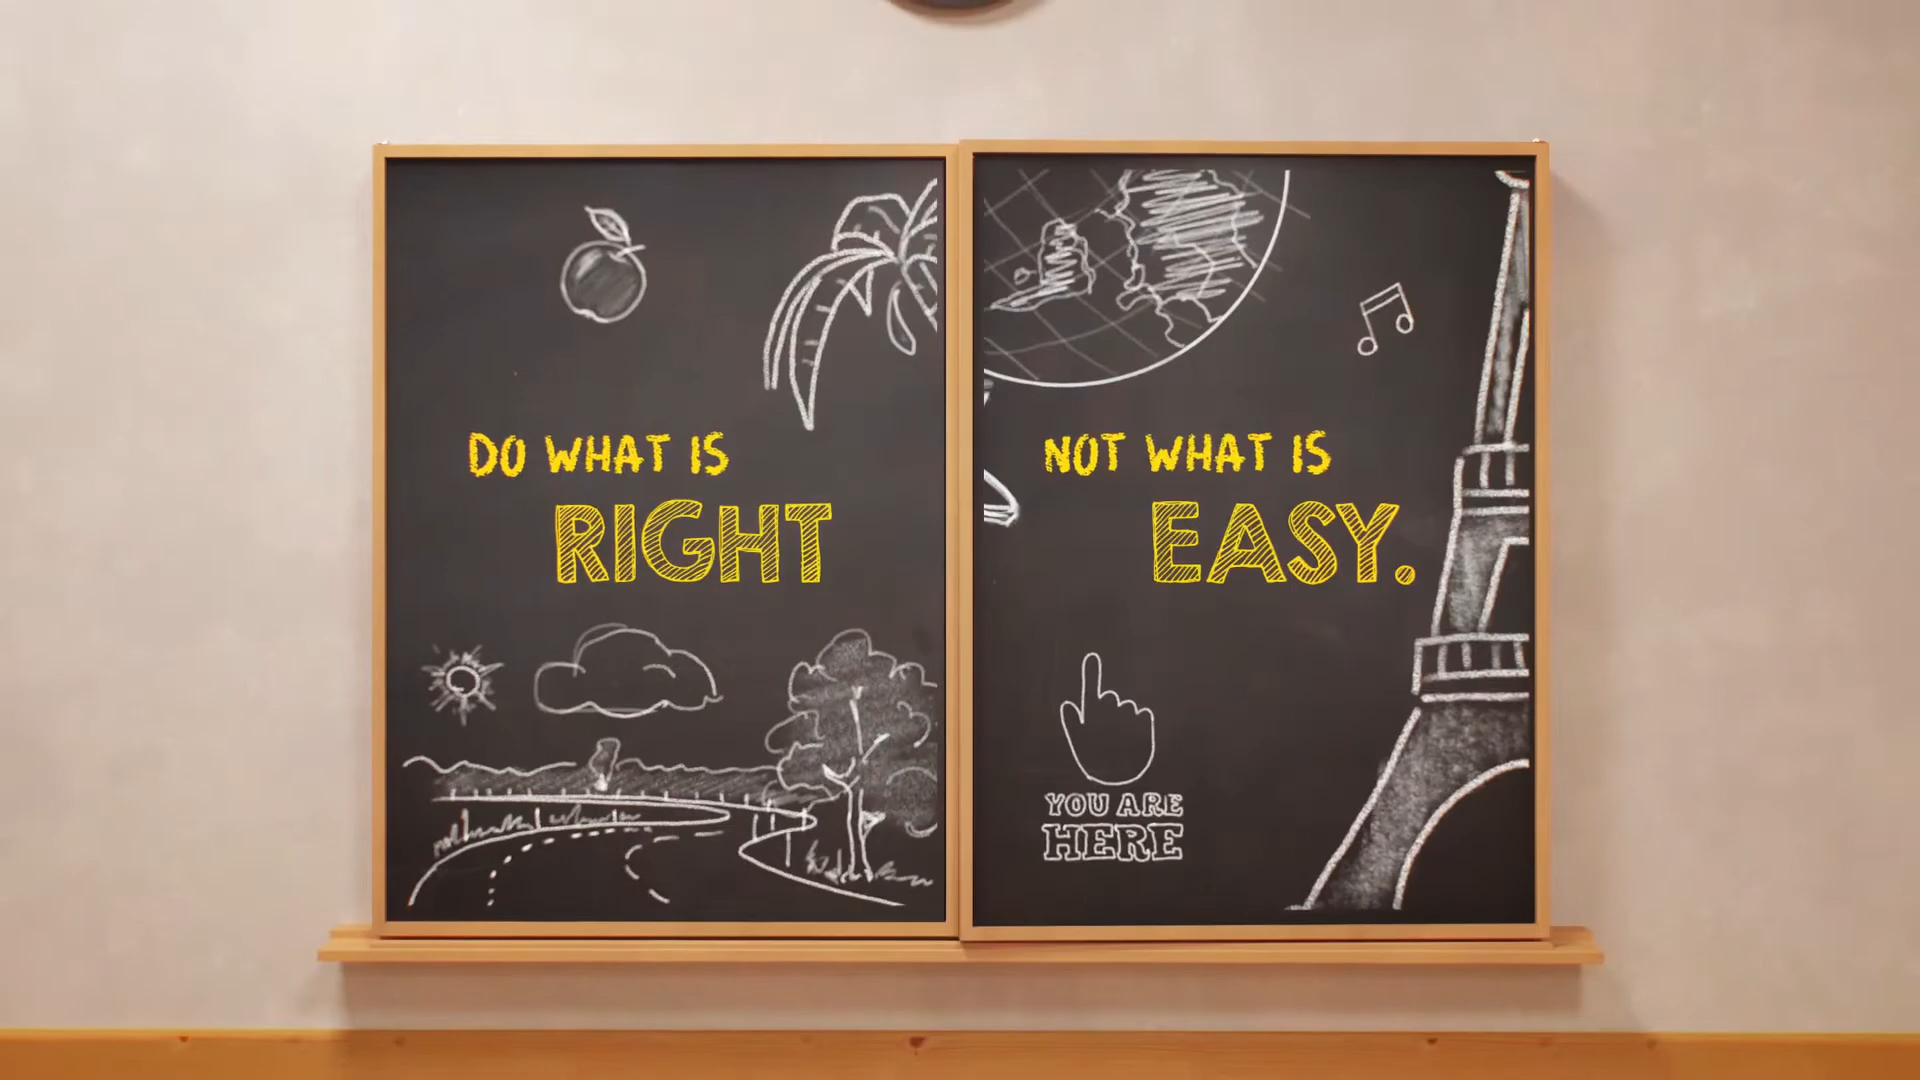 DO WHAT IS
RIGHT
NOT WHAT IS
EASY.
YOU ARE
HERE